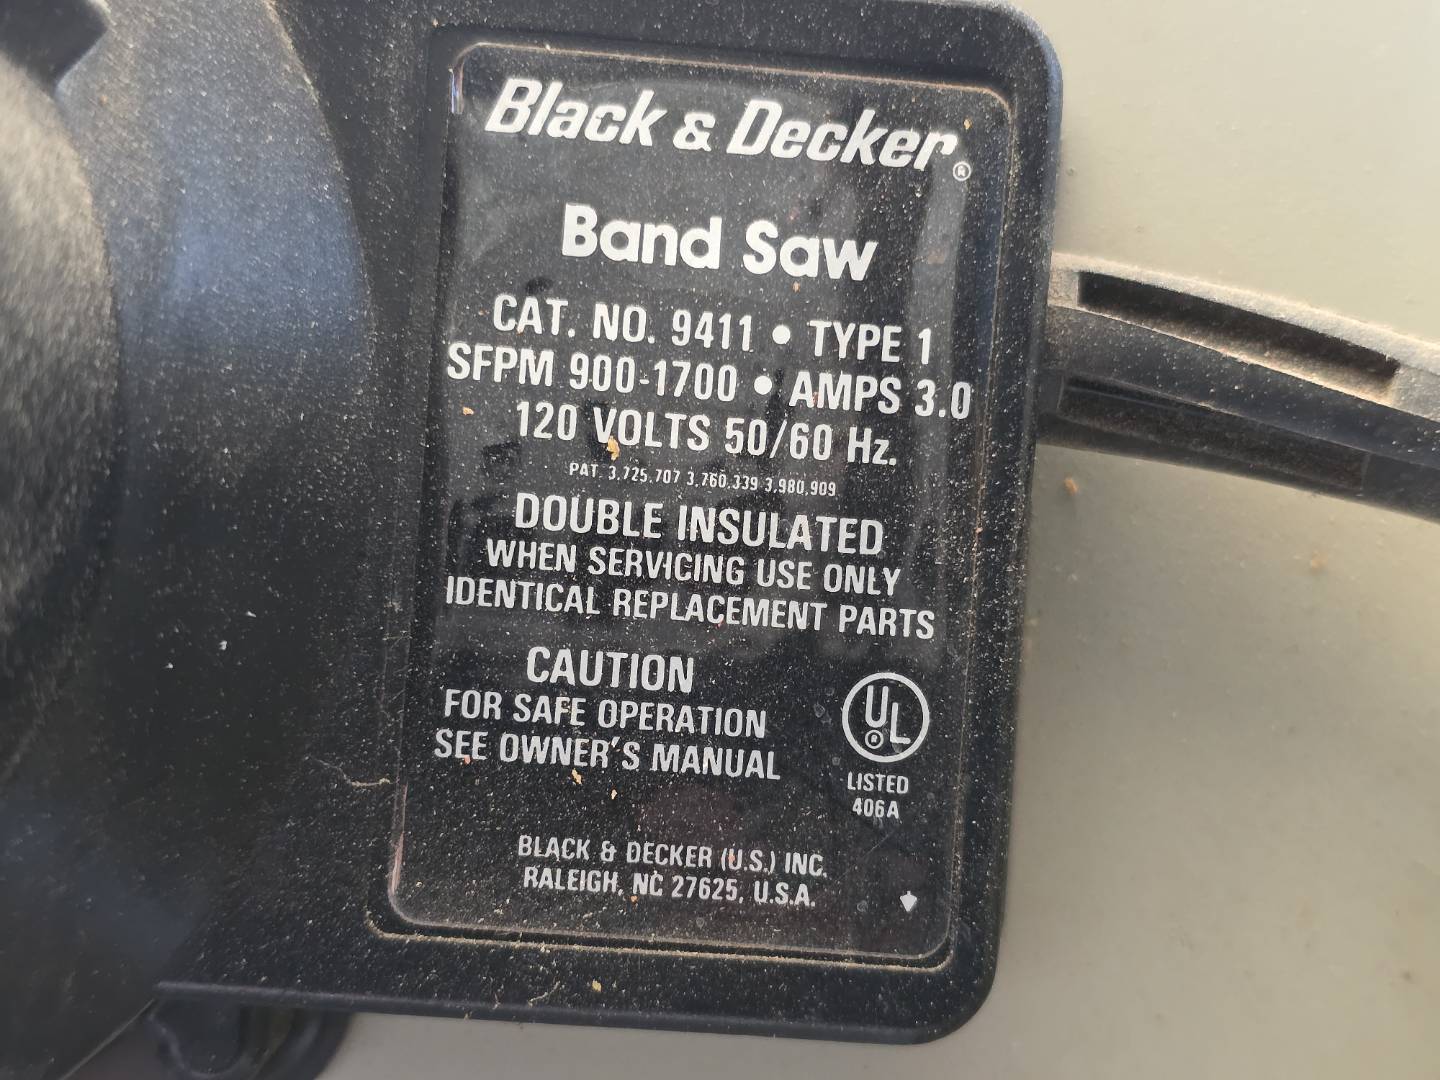 Black & Decker®
Band Saw
CAT. NO. 9411 • TYPE 1
SFPM 900-1700 • AMPS 3.0
120 VOLTS 50/60 Hz.
PAT. 3,725,707 3,760,339 3,980,909
DOUBLE INSULATED
WHEN SERVICING USE ONLY
IDENTICAL REPLACEMENT PARTS
CAUTION
FOR SAFE OPERATION
SEE OWNER'S MANUAL
UL®
LISTED
406A
BLACK & DECKER (U.S.) INC.
RALEIGH, NC 27625, U.S.A.